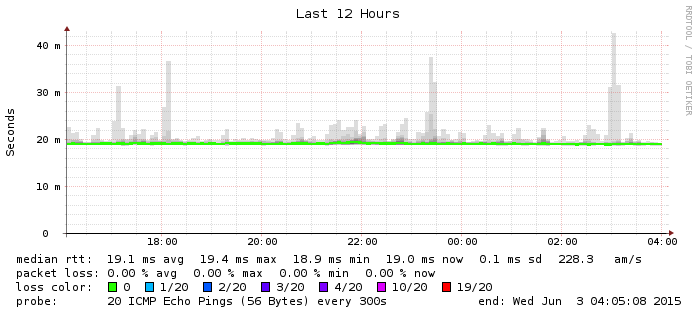 Last 12 Hours
RRDTOOL / TOBI OETIKER
Seconds
40 m
30 m
20 m
10 m
0
18:00 20:00 22:00 00:00 02:00 04:00
median rtt: 19.1 ms avg 19.4 ms max 18.9 ms min 19.0 ms now 0.1 ms sd 228.3 am/s
packet loss: 0.00 % avg 0.00 % max 0.00 % min 0.00 % now
loss color: 0 1/20 2/20 3/20 4/20 10/20 19/20
probe: 20 ICMP Echo Pings (56 Bytes) every 300s end: Wed Jun 3 04:05:08 2015